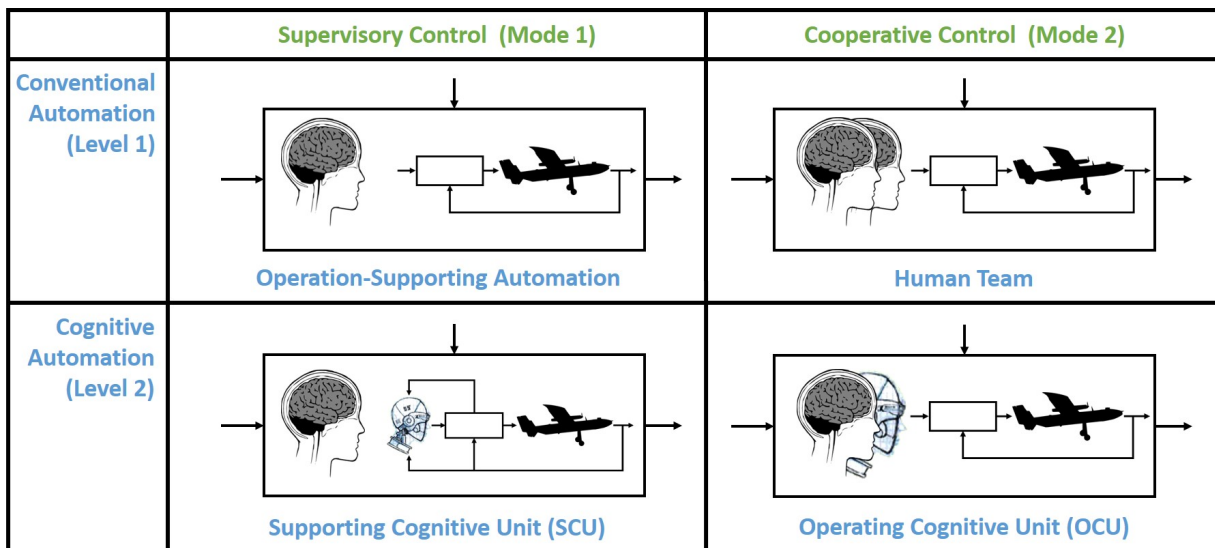 Supervisory Control (Mode 1)
Cooperative Control (Mode 2)
Conventional
Automation
(Level 1)
Operation-Supporting Automation
Human Team
Cognitive
Automation
(Level 2)
Supporting Cognitive Unit (SCU)
Operating Cognitive Unit (OCU)